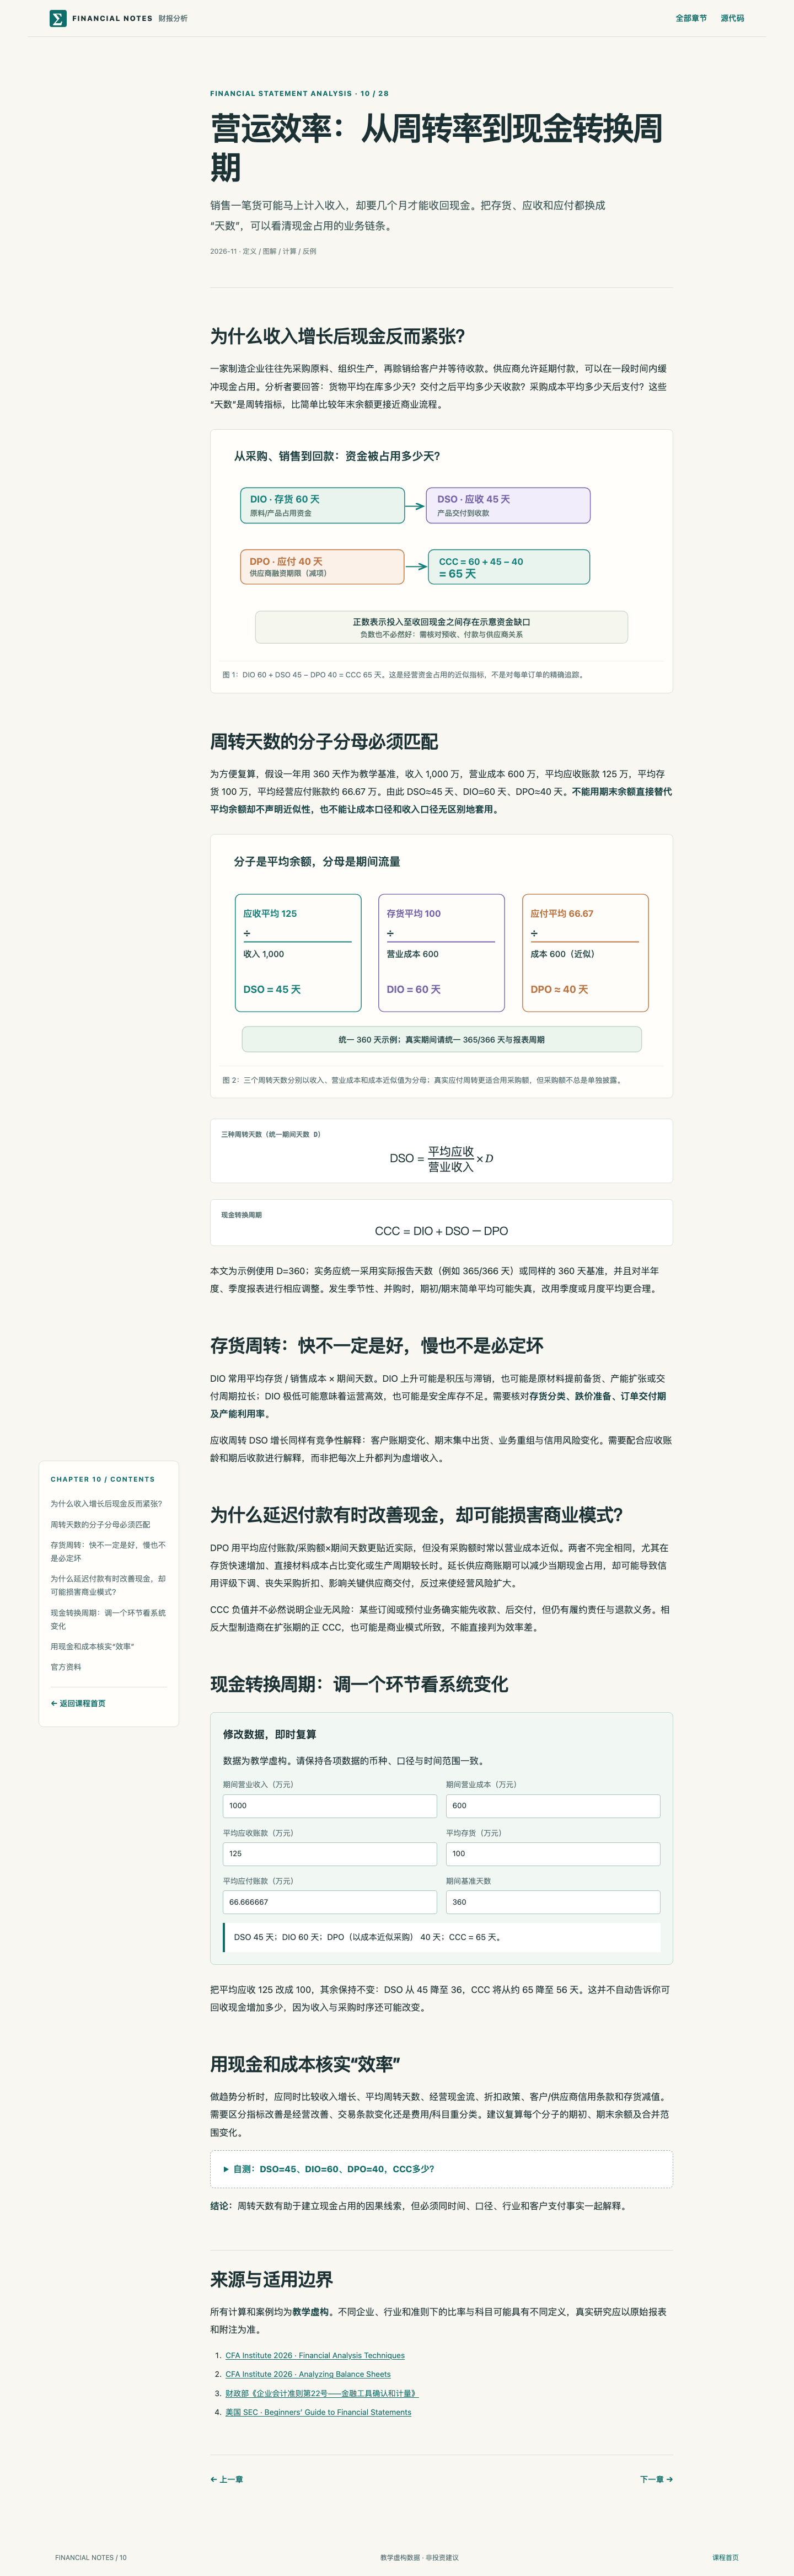 FINANCIAL NOTES 财报分析
全部章节 源代码
FINANCIAL STATEMENT ANALYSIS · 10 / 28
营运效率：从周转率到现金转换周
期
销售一笔货可能马上计入收入，却要几个月才能收回现金。把存货、应收和应付都换成
“天数”，可以看清现金占用的业务链条。
2026-11 · 定义 / 图解 / 计算 / 反例
为什么收入增长后现金反而紧张？
一家制造企业往往先采购原料、组织生产，再赊销给客户并等待收款。供应商允许延期付款，可以在一段时间内缓
冲现金占用。分析者要回答：货物平均在库多少天？交付之后平均多少天收款？采购成本平均多少天后支付？这些
“天数”是周转指标，比简单比较年末余额更接近商业流程。
从采购、销售到回款：资金被占用多少天？
DIO · 存货 60 天
原料/产品占用资金
DSO · 应收 45 天
产品交付到收款
DPO · 应付 40 天
供应商融资期限（减项）
CCC = 60 + 45 − 40
= 65 天
正数表示投入至收回现金之间存在示意资金缺口
负数也不必然好：需核对预收、付款与供应商关系
图 1：DIO 60 + DSO 45 − DPO 40 = CCC 65 天。这是经营资金占用的近似指标，不是对每单订单的精确追踪。
周转天数的分子分母必须匹配
为方便复算，假设一年用 360 天作为教学基准，收入 1,000 万，营业成本 600 万，平均应收账款 125 万，平均存
货 100 万，平均经营应付账款约 66.67 万。由此 DSO≈45 天、DIO=60 天、DPO≈40 天。不能用期末余额直接替代
平均余额却不声明近似性，也不能让成本口径和收入口径无区别地套用。
分子是平均余额，分母是期间流量
应收平均 125
÷
收入 1,000
DSO = 45 天
存货平均 100
÷
营业成本 600
DIO = 60 天
应付平均 66.67
÷
成本 600（近似）
DPO ≈ 40 天
统一 360 天示例；真实期间请统一 365/366 天与报表周期
图 2：三个周转天数分别以收入、营业成本和成本近似值为分母；真实应付周转更适合用采购额，但采购额不总是单独披露。
三种周转天数（统一期间天数 D）
DSO = 平均应收 / 营业收入 × D
现金转换周期
CCC = DIO + DSO − DPO
本文为示例使用 D=360；实务应统一采用实际报告天数（例如 365/366 天）或同样的 360 天基准，并且对半年
度、季度报表进行相应调整。发生季节性、并购时，期初/期末简单平均可能失真，改用季度或月度平均更合理。
存货周转：快不一定是好，慢也不是必定坏
DIO 常用平均存货 / 销售成本 × 期间天数。DIO 上升可能是积压与滞销，也可能是原材料提前备货、产能扩张或交
付周期拉长；DIO 极低可能意味着运营高效，也可能是安全库存不足。需要核对存货分类、跌价准备、订单交付期
及产能利用率。
应收周转 DSO 增长同样有竞争性解释：客户账期变化、期末集中出货、业务重组与信用风险变化。需要配合应收账
龄和期后收款进行解释，而非把每次上升都判为虚增收入。
CHAPTER 10 / CONTENTS
为什么收入增长后现金反而紧张？
周转天数的分子分母必须匹配
存货周转：快不一定是好，慢也不
是必定坏
为什么延迟付款有时改善现金，却
可能损害商业模式？
现金转换周期：调一个环节看系统
变化
用现金和成本核实“效率”
官方资料
← 返回课程首页
为什么延迟付款有时改善现金，却可能损害商业模式？
DPO 用平均应付账款/采购额×期间天数更贴近实际，但没有采购额时常以营业成本近似。两者不完全相同，尤其在
存货快速增加、直接材料成本占比变化或生产周期较长时。延长供应商账期可以减少当期现金占用，却可能导致信
用评级下调、丧失采购折扣、影响关键供应商交付，反过来使经营风险扩大。
CCC 负值并不必然说明企业无风险：某些订阅或预付业务确实能先收款、后交付，但仍有履约责任与退款义务。相
反大型制造商在扩张期的正 CCC，也可能是商业模式所致，不能直接判为效率差。
现金转换周期：调一个环节看系统变化
修改数据，即时复算
数据为教学虚构。请保持各项数据的币种、口径与时间范围一致。
期间营业收入（万元） 期间营业成本（万元）
1000 600
平均应收账款（万元） 平均存货（万元）
125 100
平均应付账款（万元） 期间基准天数
66.666667 360
DSO 45 天；DIO 60 天；DPO（以成本近似采购） 40 天；CCC = 65 天。
把平均应收 125 改成 100，其余保持不变：DSO 从 45 降至 36，CCC 将从约 65 降至 56 天。这并不自动告诉你可
回收现金增加多少，因为收入与采购时序还可能改变。
用现金和成本核实“效率”
做趋势分析时，应同时比较收入增长、平均周转天数、经营现金流、折扣政策、客户/供应商信用条款和存货减值。
需要区分指标改善是经营改善、交易条款变化还是费用/科目重分类。建议复算每个分子的期初、期末余额及合并范
围变化。
▶ 自测：DSO=45、DIO=60、DPO=40，CCC多少？
结论：周转天数有助于建立现金占用的因果线索，但必须同时间、口径、行业和客户支付事实一起解释。
来源与适用边界
所有计算和案例均为教学虚构。不同企业、行业和准则下的比率与科目可能具有不同定义，真实研究应以原始报表
和附注为准。
1. CFA Institute 2026 · Financial Analysis Techniques
2. CFA Institute 2026 · Analyzing Balance Sheets
3. 财政部《企业会计准则第22号——金融工具确认和计量》
4. 美国 SEC · Beginners' Guide to Financial Statements
← 上一章 下一章 →
FINANCIAL NOTES / 10 教学虚构数据 · 非投资建议 课程首页